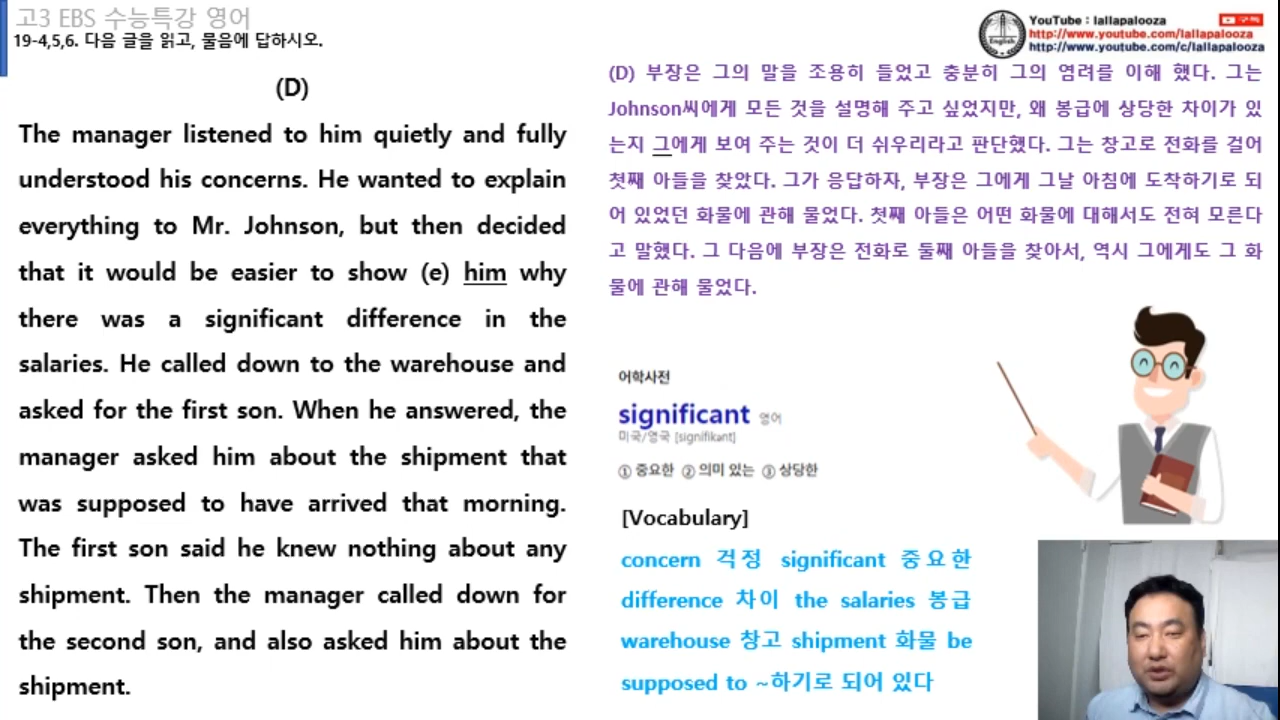 고3 EBS 수능특강 영어
19-4,5,6. 다음 글을 읽고, 물음에 답하시오.
(D)
The manager listened to him quietly and fully
understood his concerns. He wanted to explain
everything to Mr. Johnson, but then decided
that it would be easier to show (e) him why
there was a significant difference in the
salaries. He called down to the warehouse and
asked for the first son. When he answered, the
manager asked him about the shipment that
was supposed to have arrived that morning.
The first son said he knew nothing about any
shipment. Then the manager called down for
the second son, and also asked him about the
shipment.
English
YouTube : lallapalooza
구독
http://www.youtube.com/lallapalooza
http://www.youtube.com/c/lallapalooza
(D) 부장은 그의 말을 조용히 들었고 충분히 그의 염려를 이해 했다. 그는
Johnson씨에게 모든 것을 설명해 주고 싶었지만, 왜 봉급에 상당한 차이가 있
는지 그에게 보여 주는 것이 더 쉬우리라고 판단했다. 그는 창고로 전화를 걸어
첫째 아들을 찾았다. 그가 응답하자, 부장은 그에게 그날 아침에 도착하기로 되
어 있었던 화물에 관해 물었다. 첫째 아들은 어떤 화물에 대해서도 전혀 모른다
고 말했다. 그 다음에 부장은 전화로 둘째 아들을 찾아서, 역시 그에게도 그 화
물에 관해 물었다.
어학사전
significant 영어
미국/영국 [signifikənt]
① 중요한 ② 의미 있는 ③ 상당한
[Vocabulary]
concern 걱정 significant 중요한
difference 차이 the salaries 봉급
warehouse 창고 shipment 화물 be
supposed to ~하기로 되어 있다